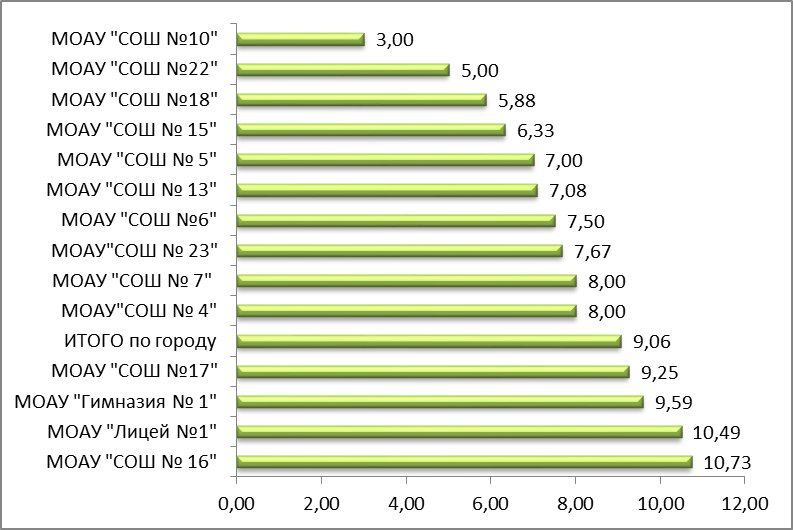 МОАУ "СОШ №10" 3,00
МОАУ "СОШ №22" 5,00
МОАУ "СОШ №18" 5,88
МОАУ "СОШ № 15" 6,33
МОАУ "СОШ № 5" 7,00
МОАУ "СОШ № 13" 7,08
МОАУ "СОШ №6" 7,50
МОАУ"СОШ № 23" 7,67
МОАУ "СОШ № 7" 8,00
МОАУ"СОШ № 4" 8,00
ИТОГО по городу 9,06
МОАУ "СОШ №17" 9,25
МОАУ "Гимназия № 1" 9,59
МОАУ "Лицей №1" 10,49
МОАУ "СОШ № 16" 10,73
0,00 2,00 4,00 6,00 8,00 10,00 12,00